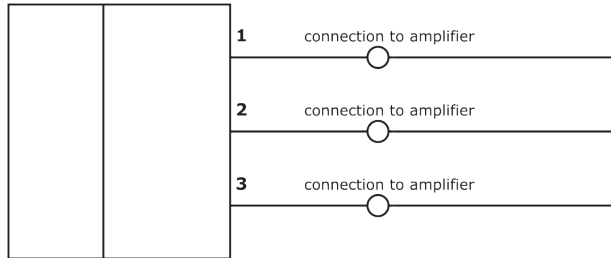 1 connection to amplifier
2 connection to amplifier
3 connection to amplifier